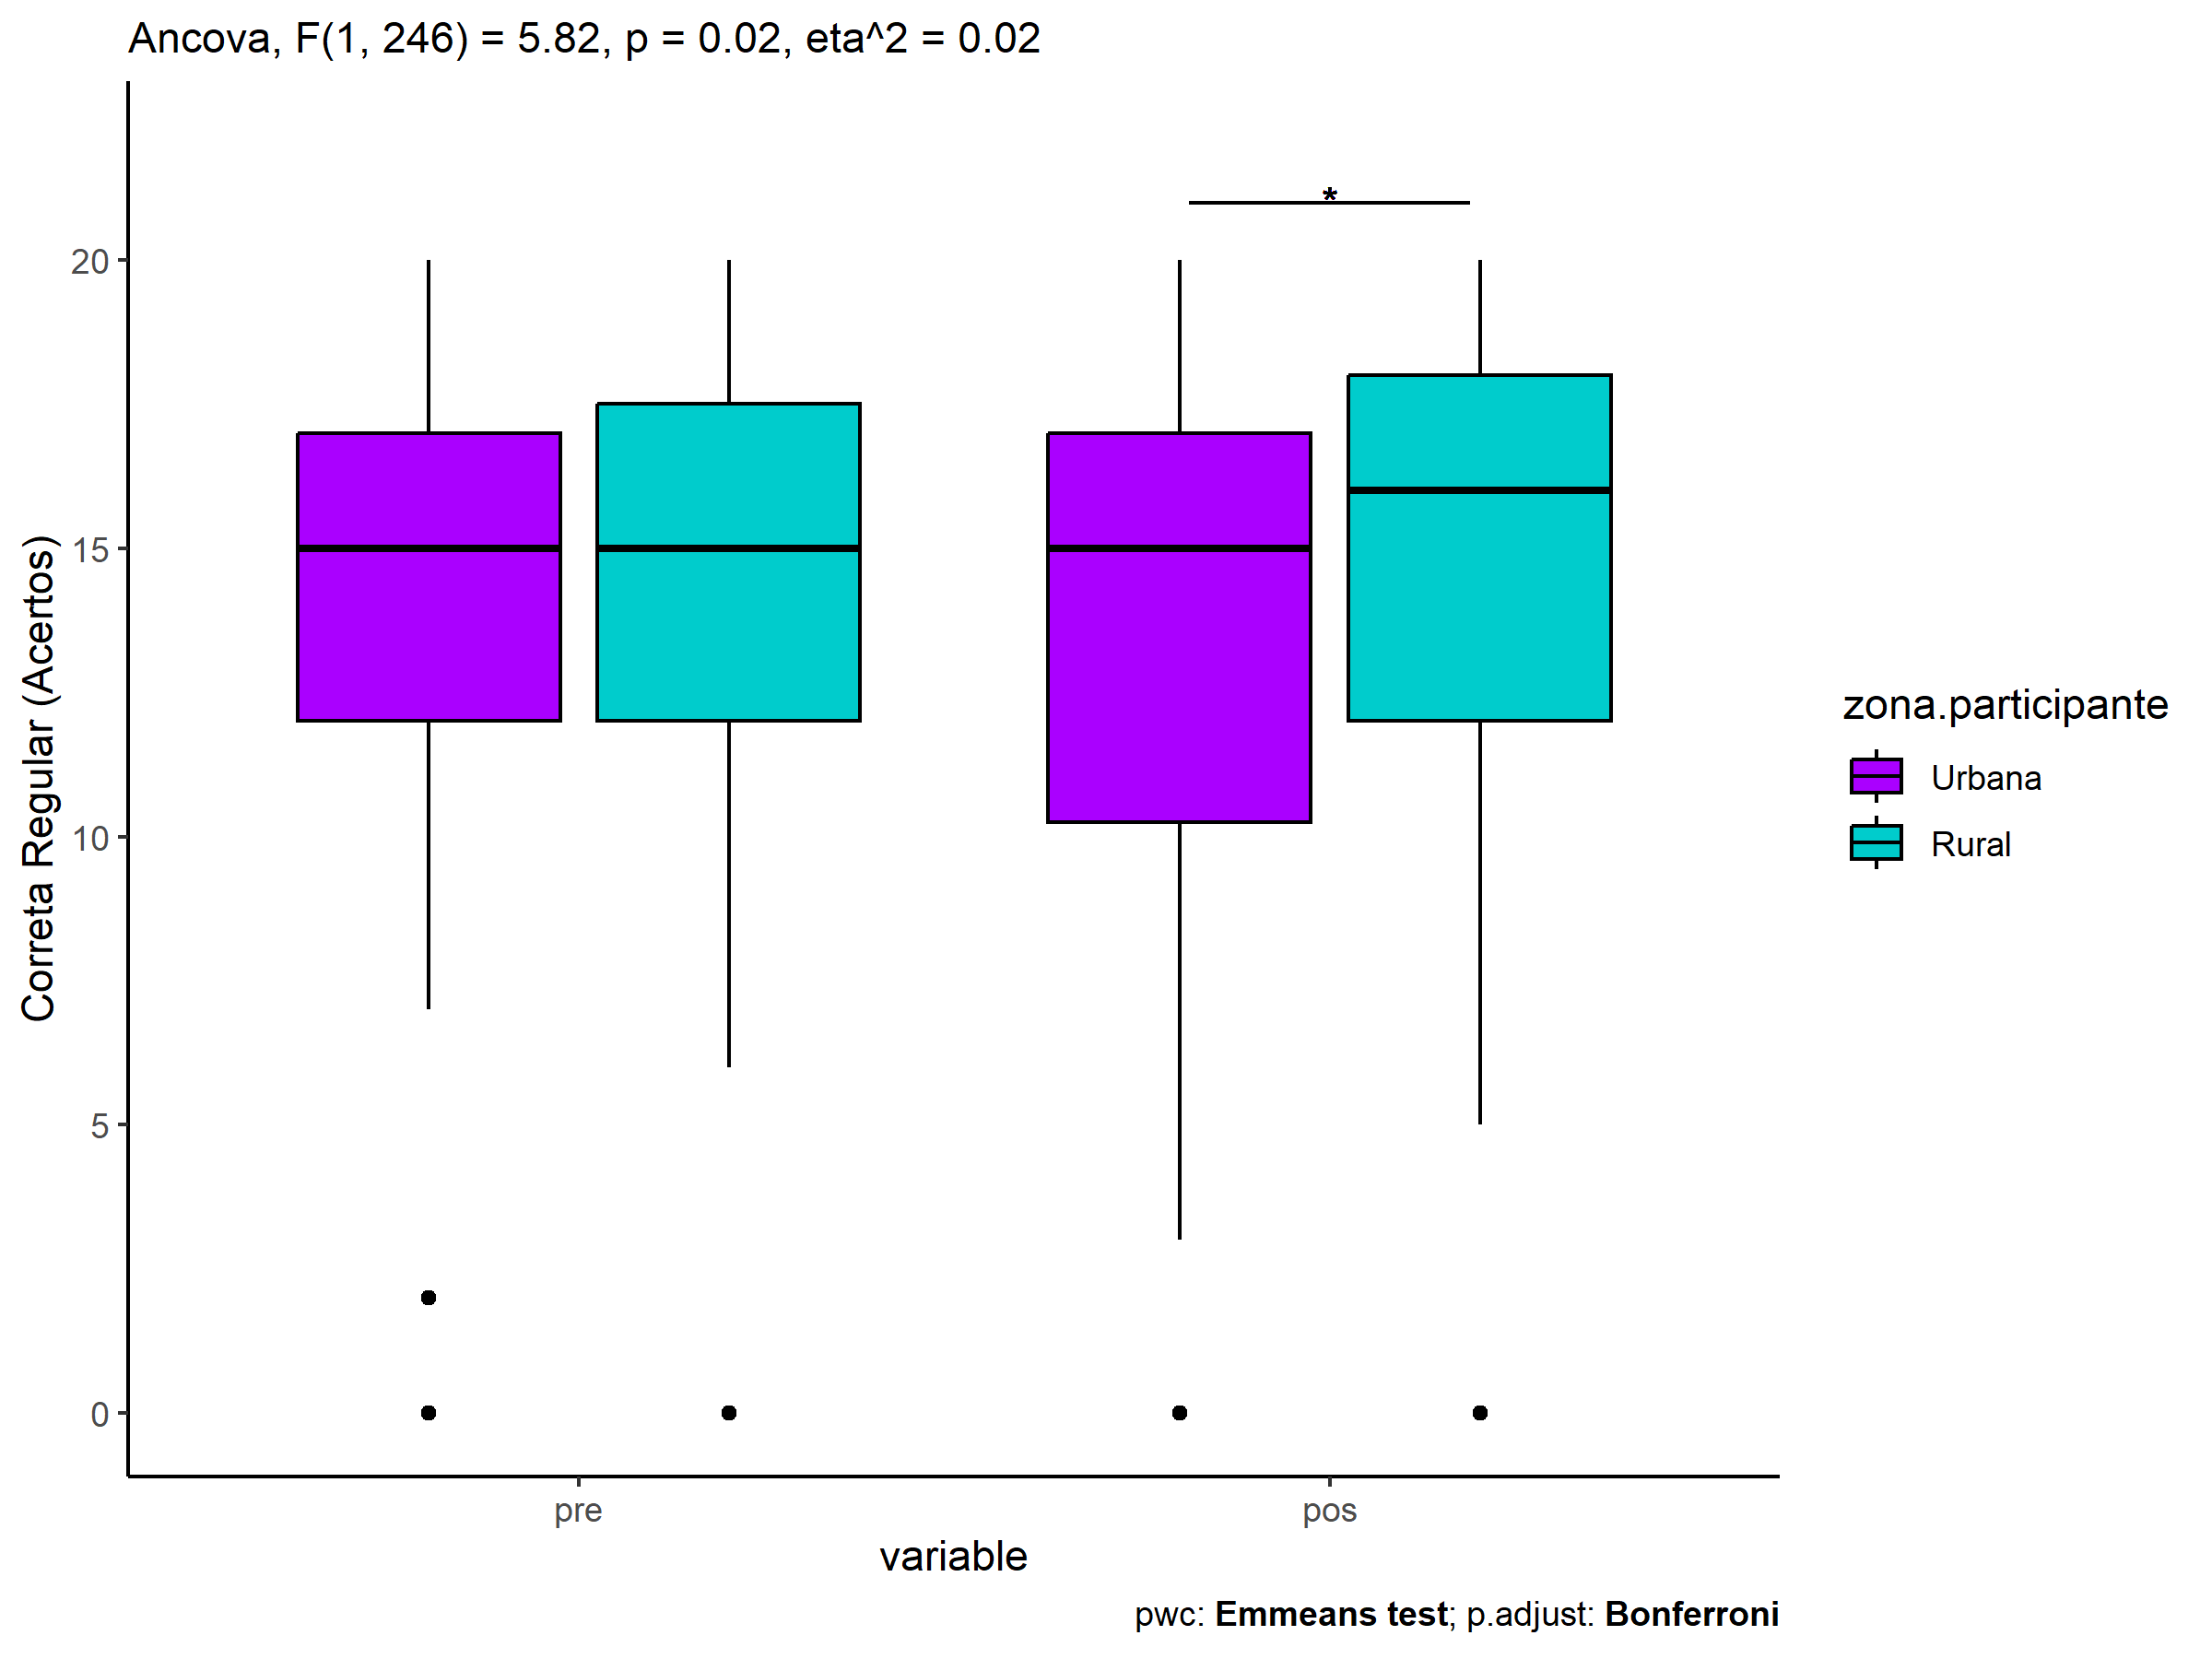 Ancova, F(1, 246) = 5.82, p = 0.02, eta^2 = 0.02
*
20
15
10
5
0
Correta Regular (Acertos)
pre
pos
variable
zona.participante
Urbana
Rural
pwc: Emmeans test; p.adjust: Bonferroni